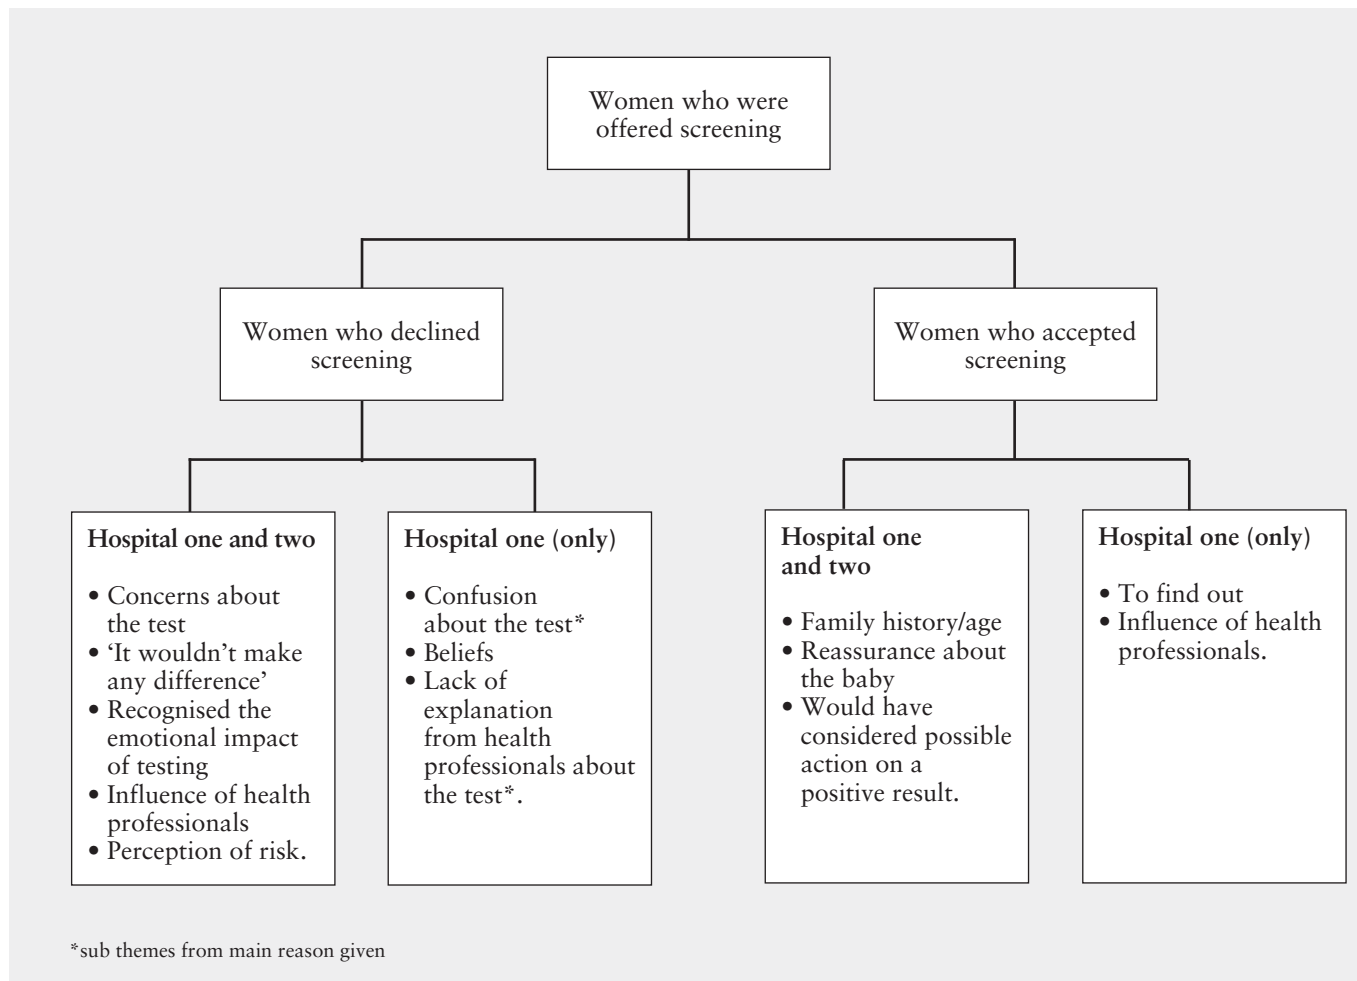 Women who were
offered screening
Women who declined
screening
Women who accepted
screening
Hospital one and two
• Concerns about
the test
• ‘It wouldn’t make
any difference’
• Recognised the
emotional impact
of testing
• Influence of health
professionals
• Perception of risk.
Hospital one (only)
• Confusion
about the test*
• Beliefs
• Lack of
explanation
from health
professionals about
the test*.
Hospital one
and two
• Family history/age
• Reassurance about
the baby
• Would have
considered possible
action on a
positive result.
Hospital one (only)
• To find out
• Influence of health
professionals.
*sub themes from main reason given